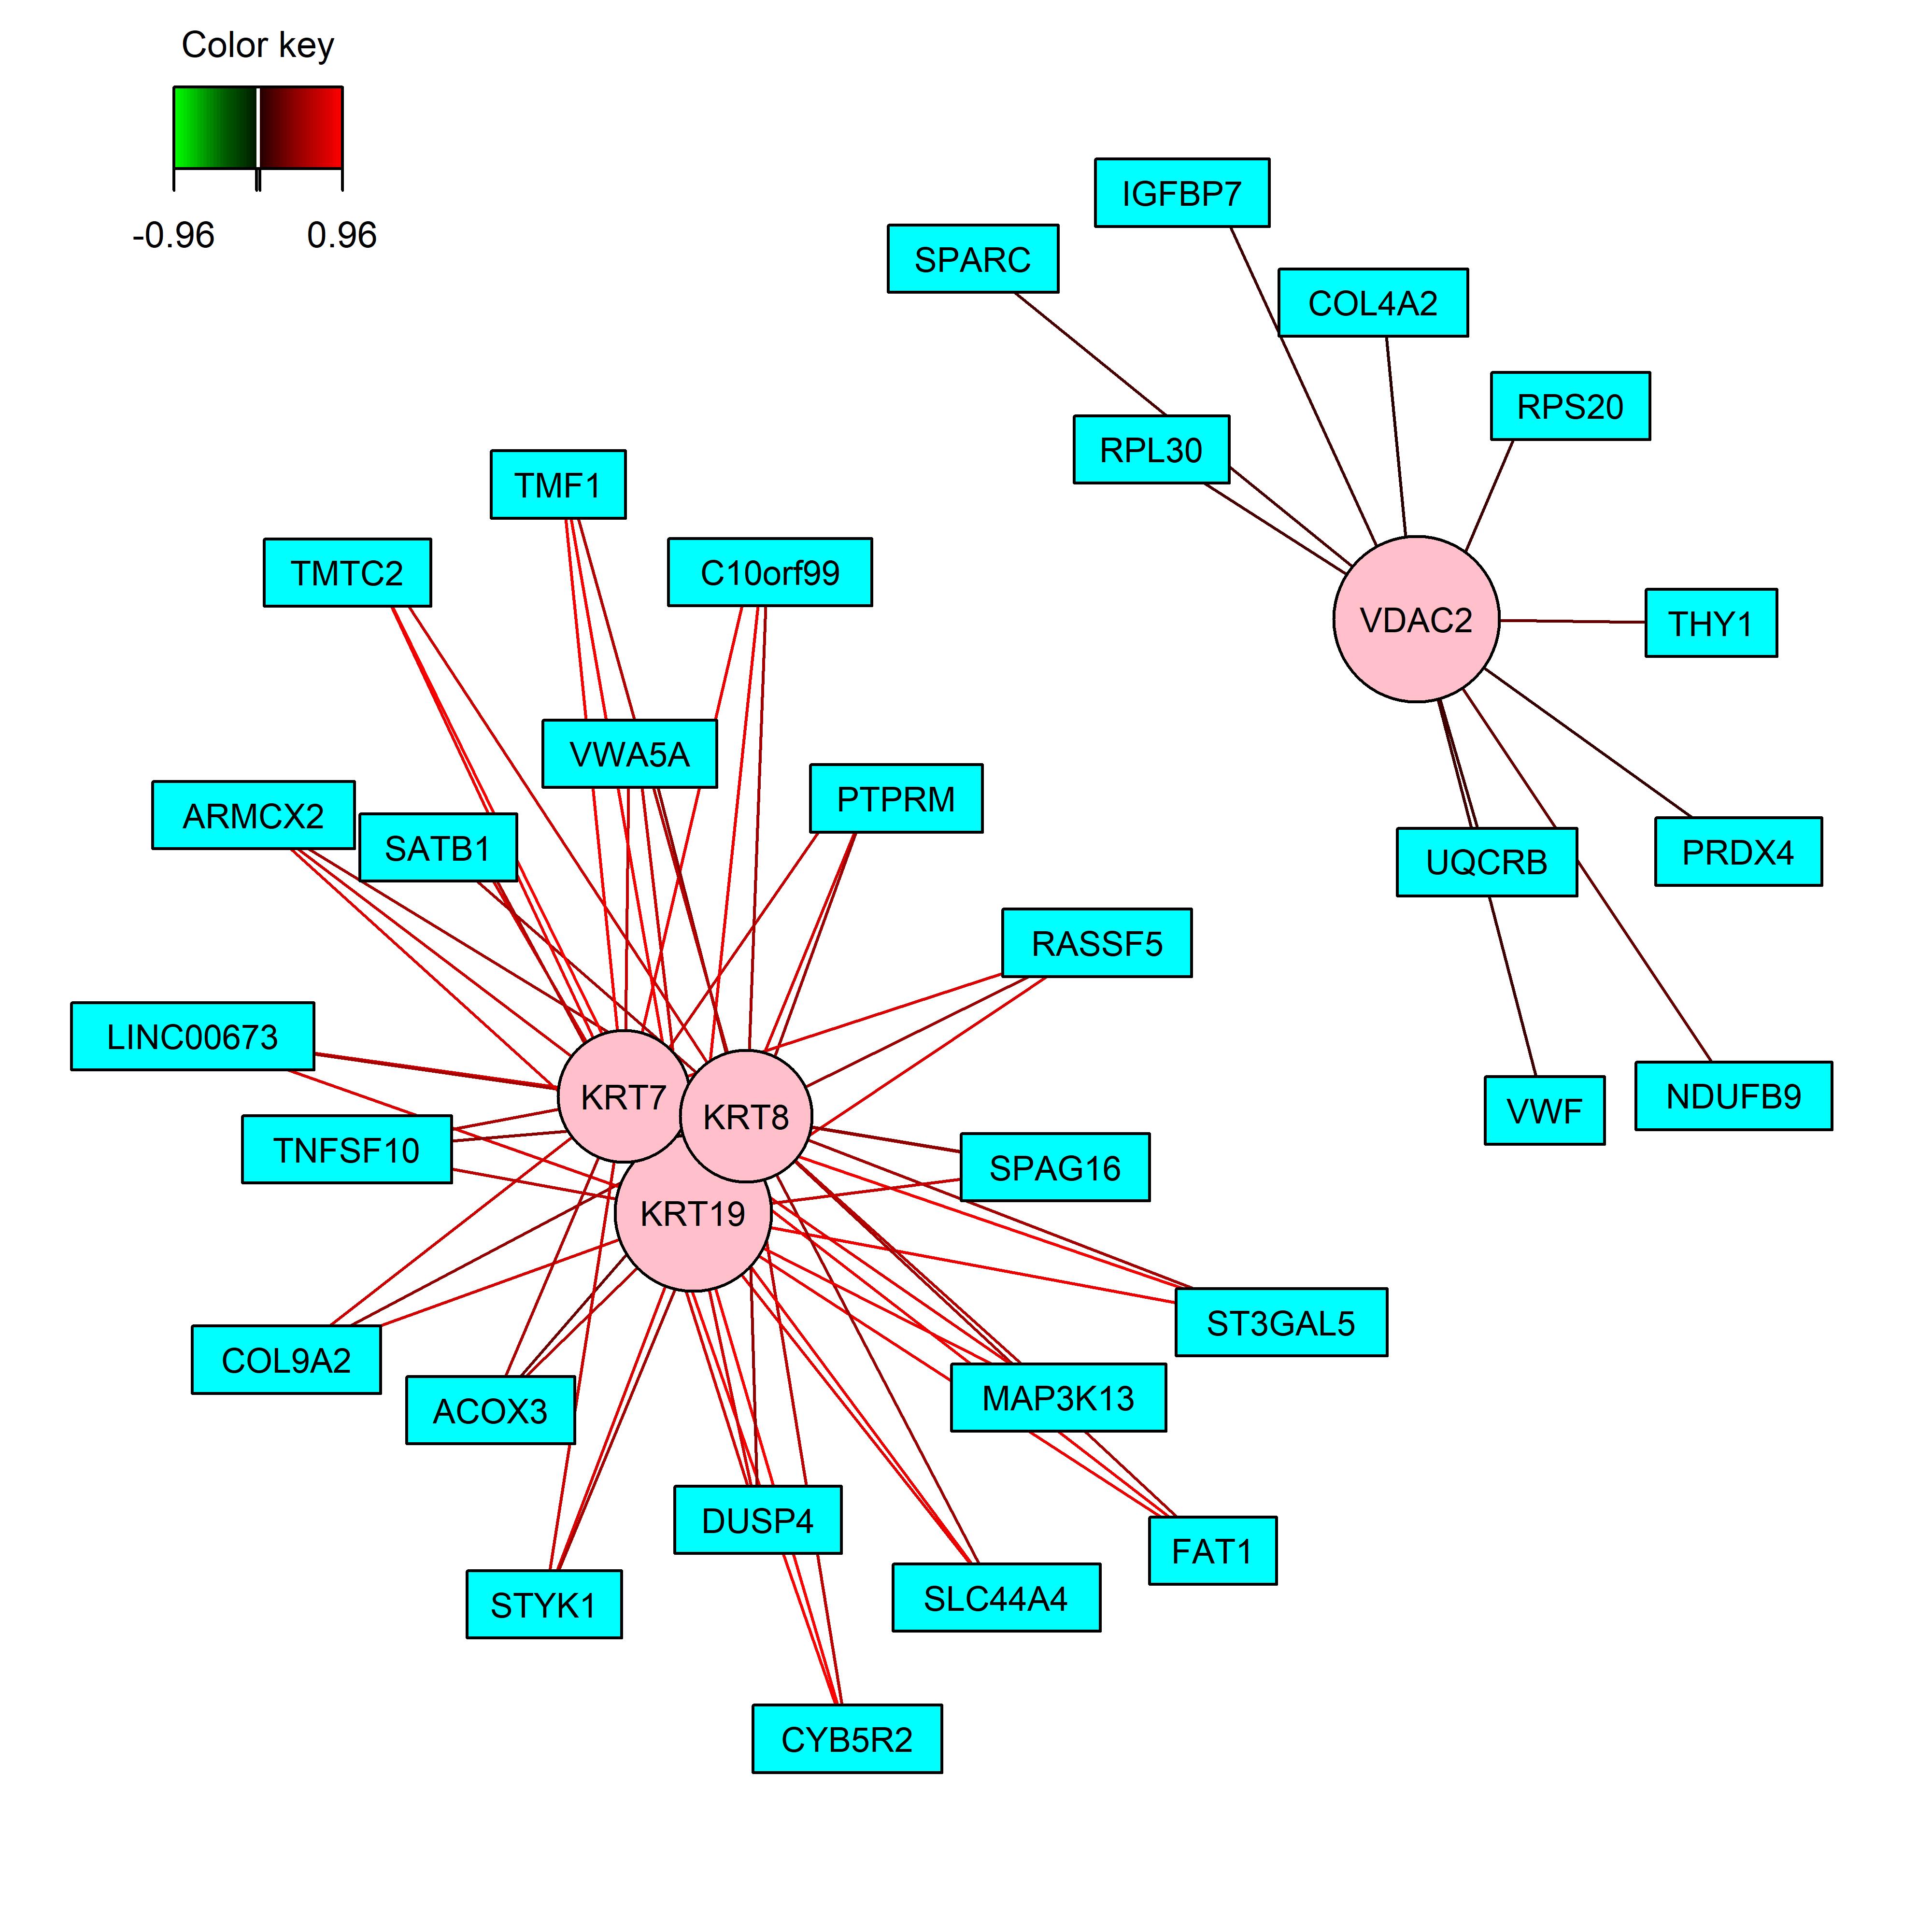 Color key
-0.96 0.96
IGFBP7
SPARC
COL4A2
RPS20
RPL30
TMF1
TMTC2
C10orf99
VDAC2
THY1
VWA5A
PTPRM
ARMCX2
SATB1
UQCRB
PRDX4
RASSF5
LINC00673
KRT7
KRT8
VWF
NDUFB9
TNFSF10
SPAG16
KRT19
ST3GAL5
COL9A2
ACOX3
MAP3K13
DUSP4
FAT1
STYK1
SLC44A4
CYB5R2